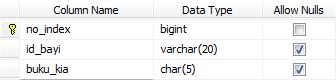 Column Name Data Type Allow Nulls
no_index bigint
id_bayi varchar(20)
buku_kia char(5)